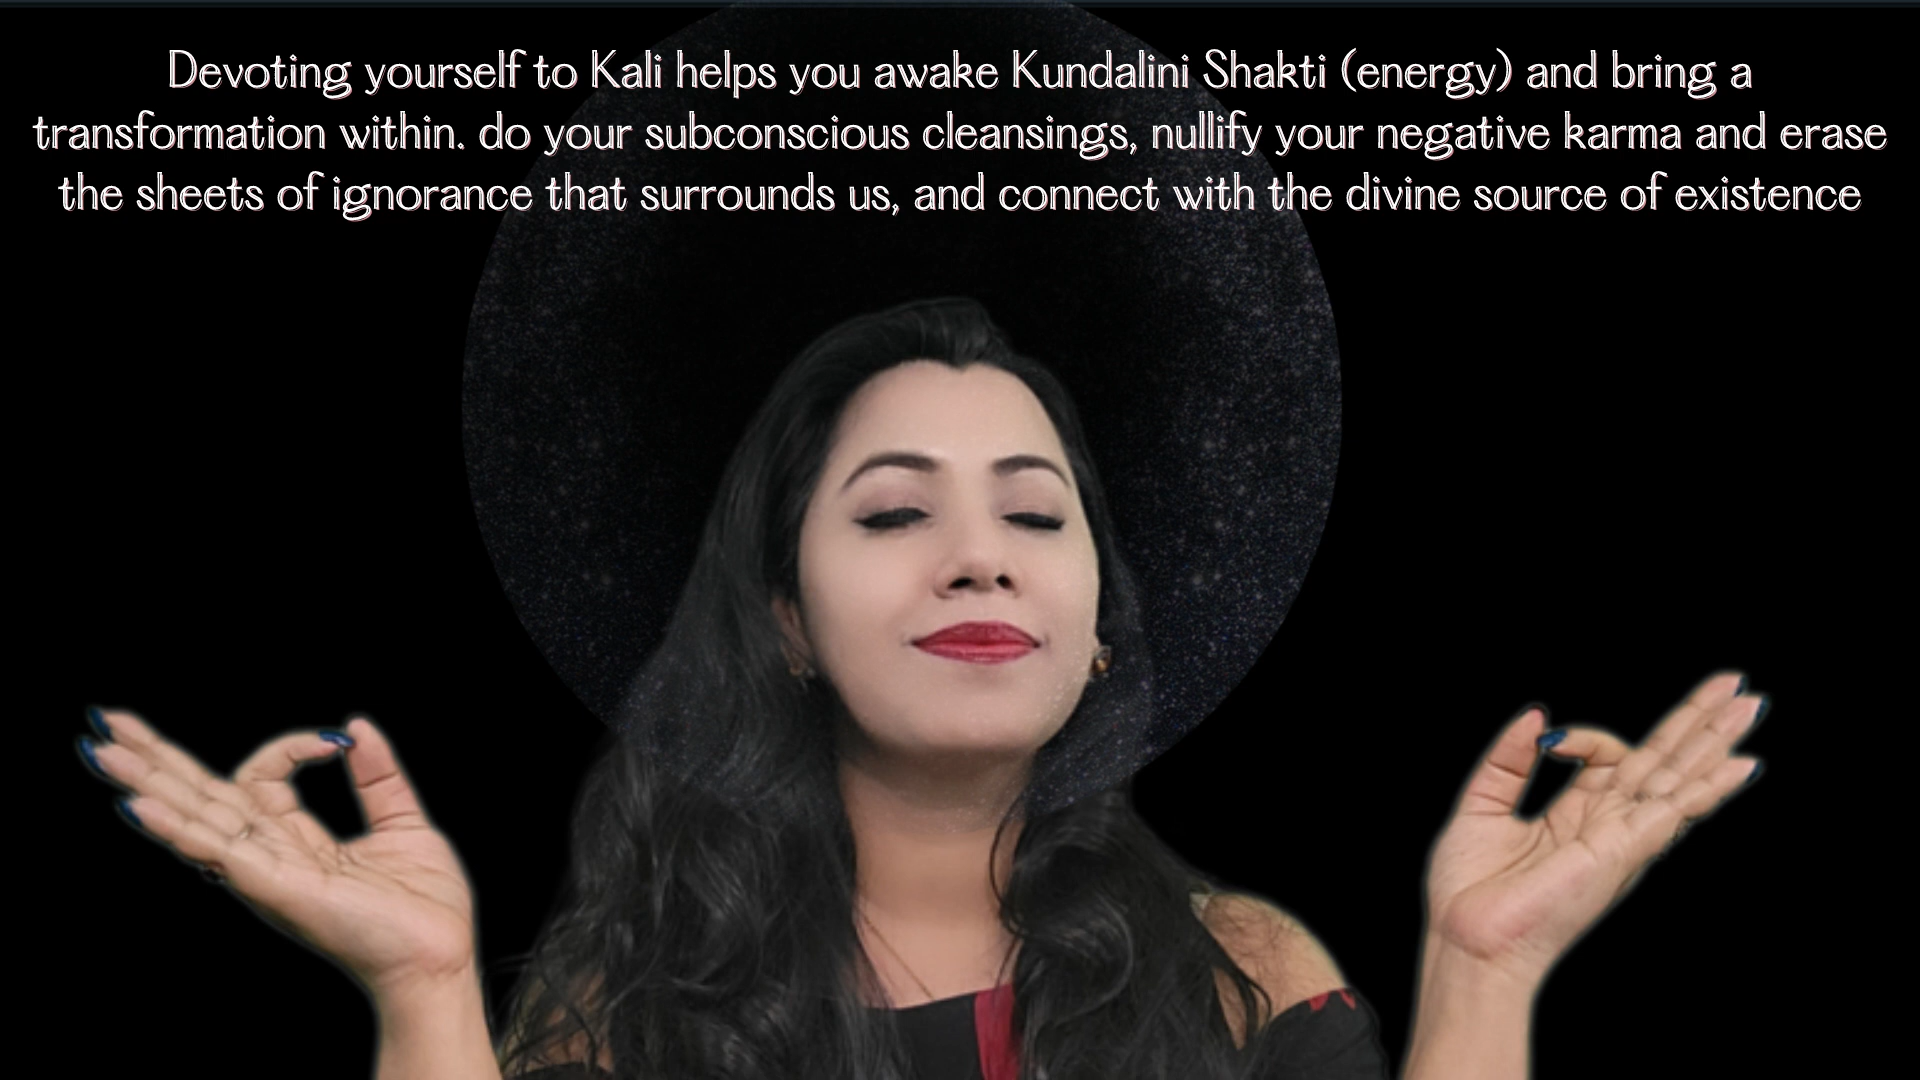 Devoting yourself to Kali helps you awake Kundalini Shakti (energy) and bring a
transformation within. do your subconscious cleansings, nullify your negative karma and erase
the sheets of ignorance that surrounds us, and connect with the divine source of existence